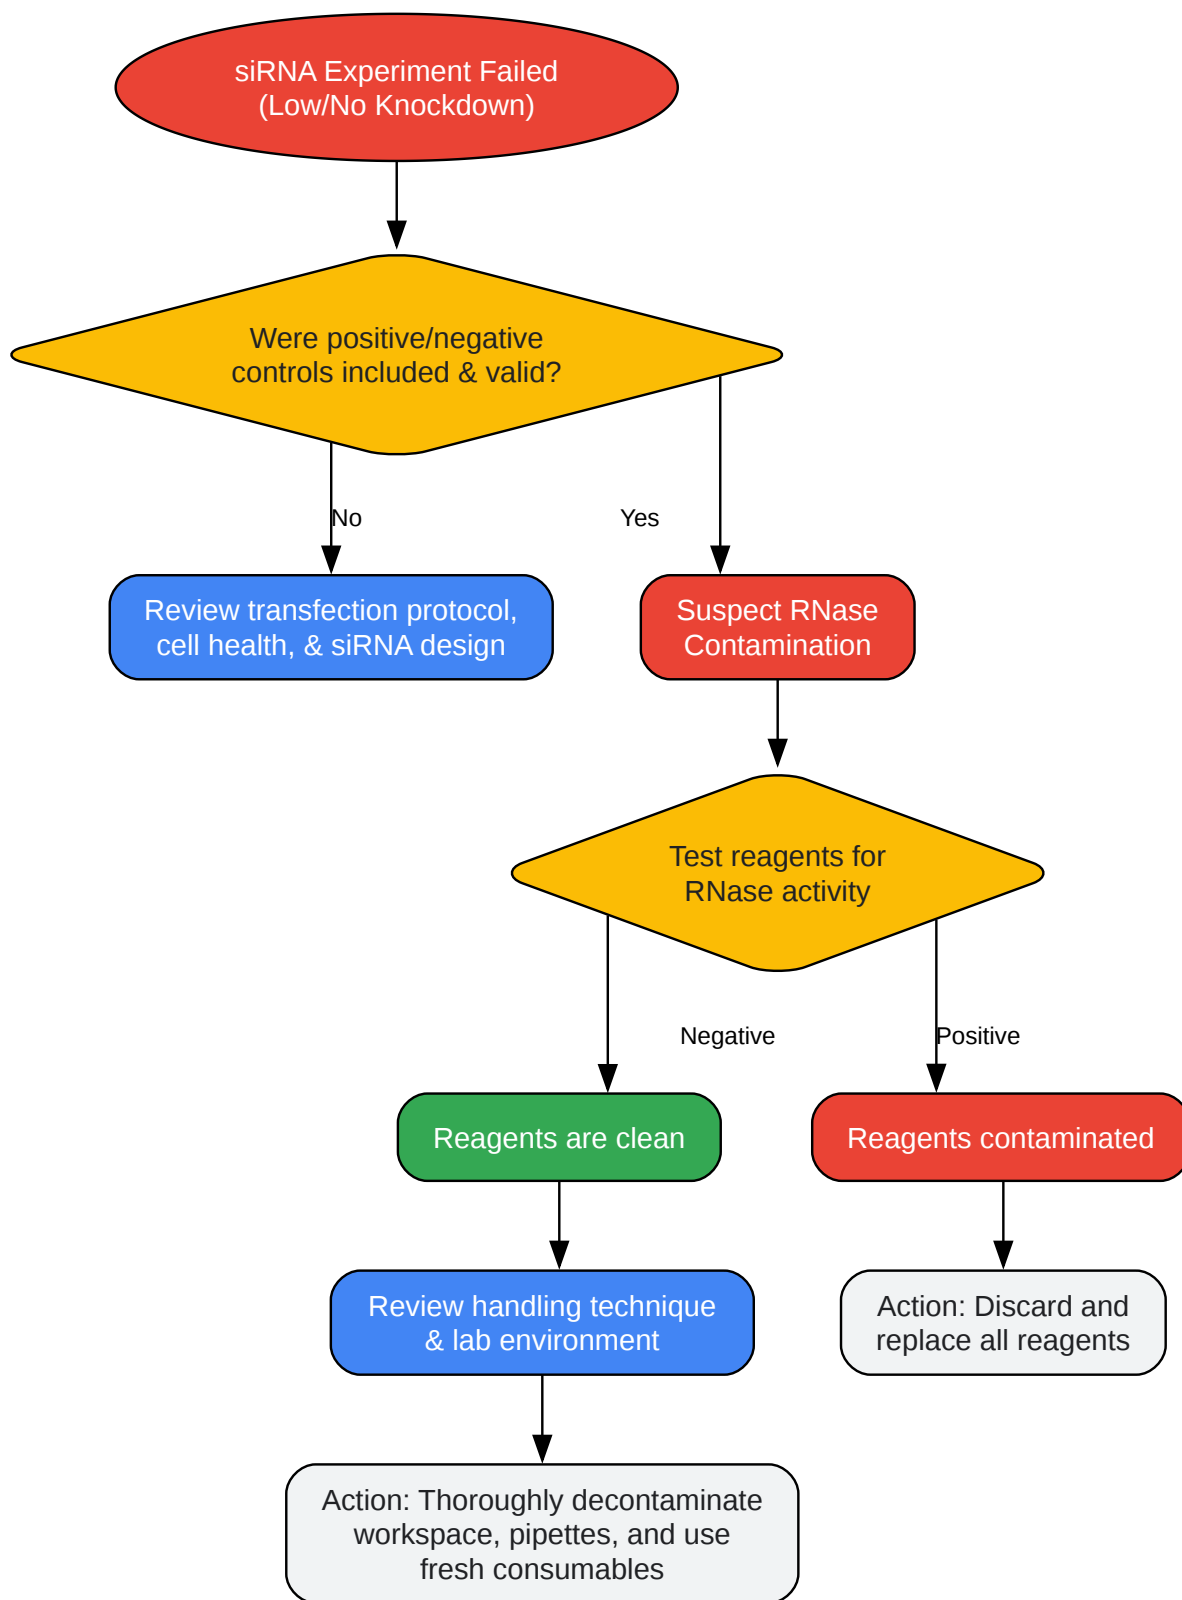 siRNA Experiment Failed
(Low/No Knockdown)
Were positive/negative
controls included & valid?
No
Yes
Review transfection protocol,
cell health, & siRNA design
Suspect RNase
Contamination
Test reagents for
RNase activity
Negative
Positive
Reagents are clean
Reagents contaminated
Review handling technique
& lab environment
Action: Discard and
replace all reagents
Action: Thoroughly decontaminate
workspace, pipettes, and use
fresh consumables